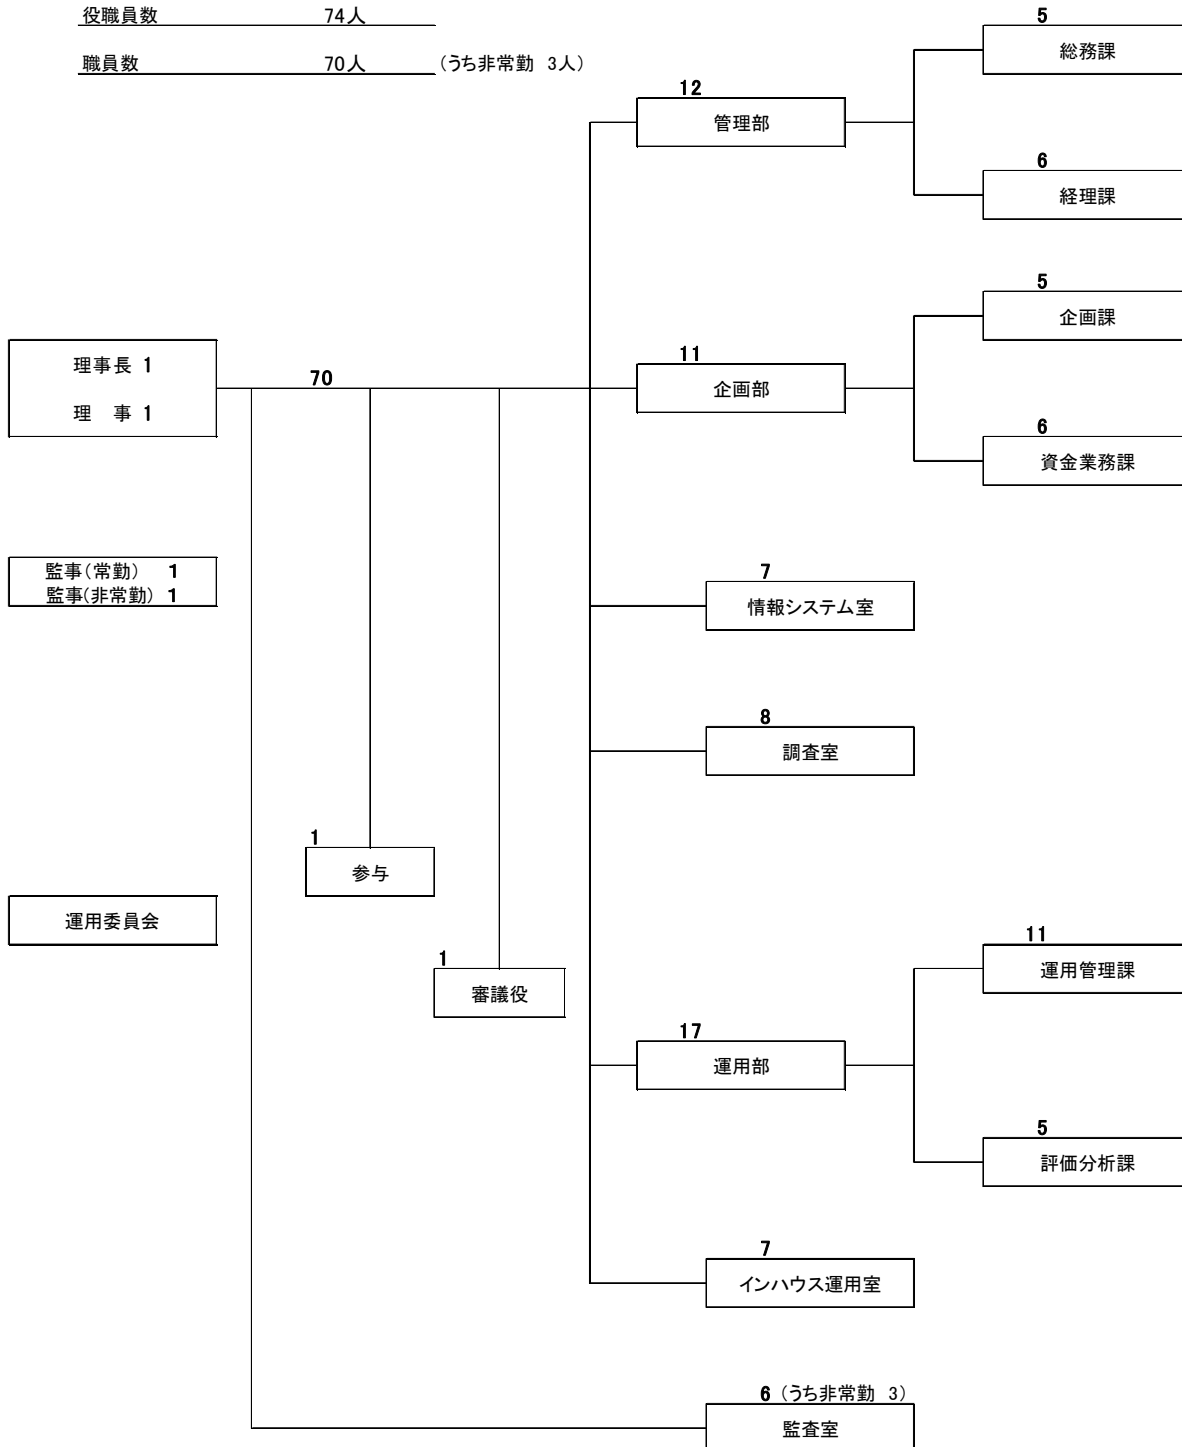 役職員数 74人
職員数 70人 (うち非常勤 3人)
5
総務課
12
管理部
6
経理課
5
企画課
理事長 1
理 事 1
70
11
企画部
6
資金業務課
監事(常勤) 1
監事(非常勤) 1
7
情報システム室
8
調査室
1
参与
運用委員会
1
審議役
11
運用管理課
17
運用部
5
評価分析課
7
インハウス運用室
6 (うち非常勤 3)
監査室